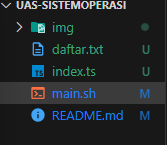 UAS-SISTEMOPERASI
img
daftar.txt U
TS index.ts U
main.sh M
README.md M